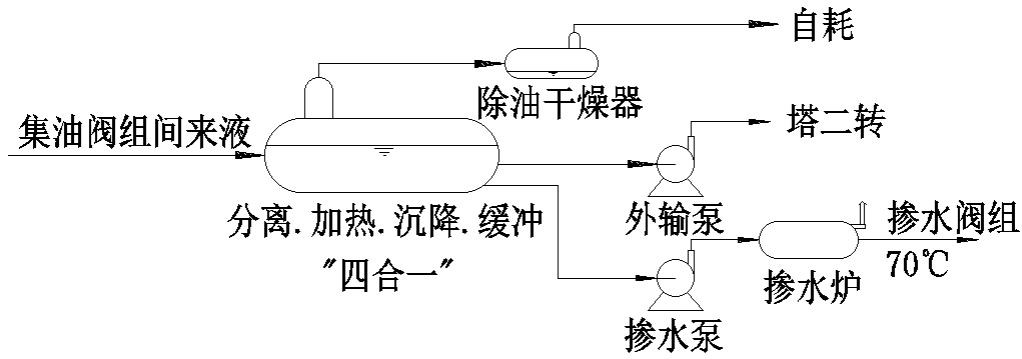 自耗
除油干燥器
集油阀组间来液
塔二转
分离.加热.沉降.缓冲
"四合一"
外输泵
掺水阀组
70℃
掺水炉
掺水泵